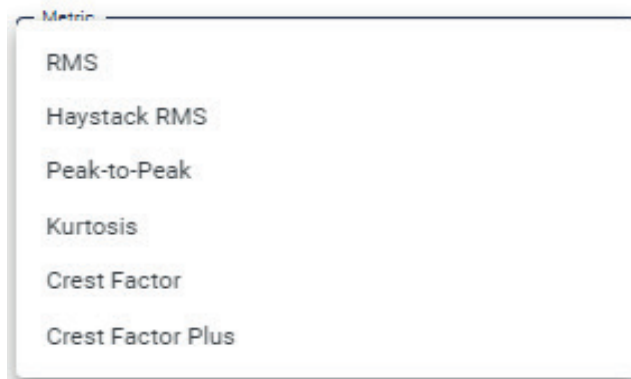 Metric
RMS
Haystack RMS
Peak-to-Peak
Kurtosis
Crest Factor
Crest Factor Plus